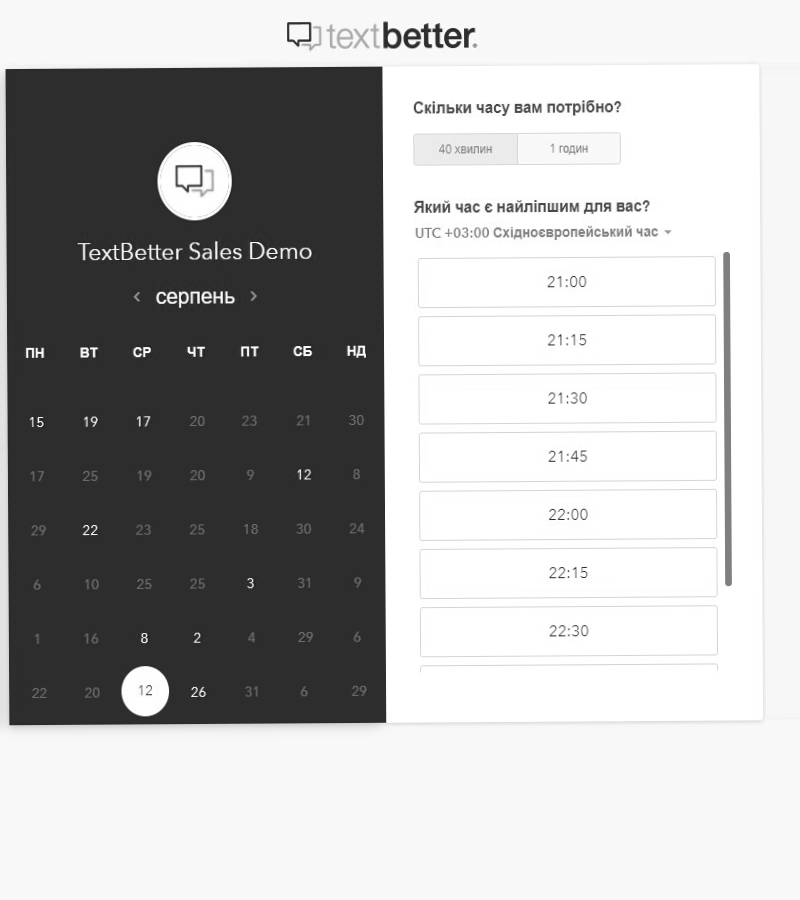 textbetter.
TextBetter Sales Demo
серпень
ПН ВТ СР ЧТ ПТ СБ НД
15 19 17 20 23 21 30
17 25 19 20 9 12 8
29 22 23 25 18 30 24
6 10 25 25 3 31 9
1 16 8 2 4 29 6
22 20 12 26 31 6 29
Скільки часу вам потрібно?
40 хвилин 1 годин
Який час є найліпшим для вас?
UTC +03:00 Східноєвропейський час
21:00
21:15
21:30
21:45
22:00
22:15
22:30